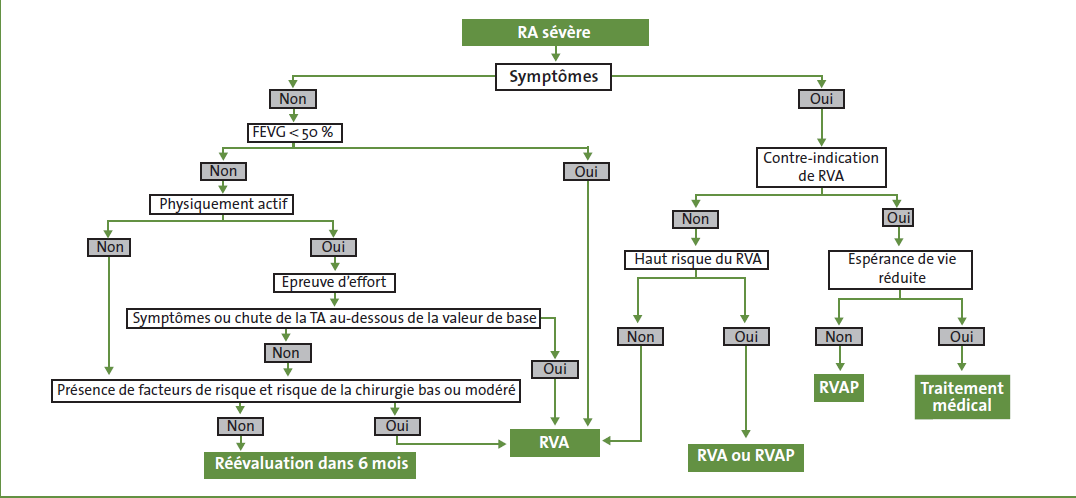 RA sévère
Symptômes
Non
Oui
FEVG < 50 %
Contre-indication
de RVA
Non
Oui
Physiquement actif
Non
Oui
Non
Oui
Haut risque du RVA
Espérance de vie
réduite
Epreuve d’effort
Symptômes ou chute de la TA au-dessous de la valeur de base
Non
Oui
Non
Oui
Non
Oui
Présence de facteurs de risque et risque de la chirurgie bas ou modéré
RVAP
Traitement
médical
Non
Oui
RVA
RVA ou RVAP
Réévaluation dans 6 mois